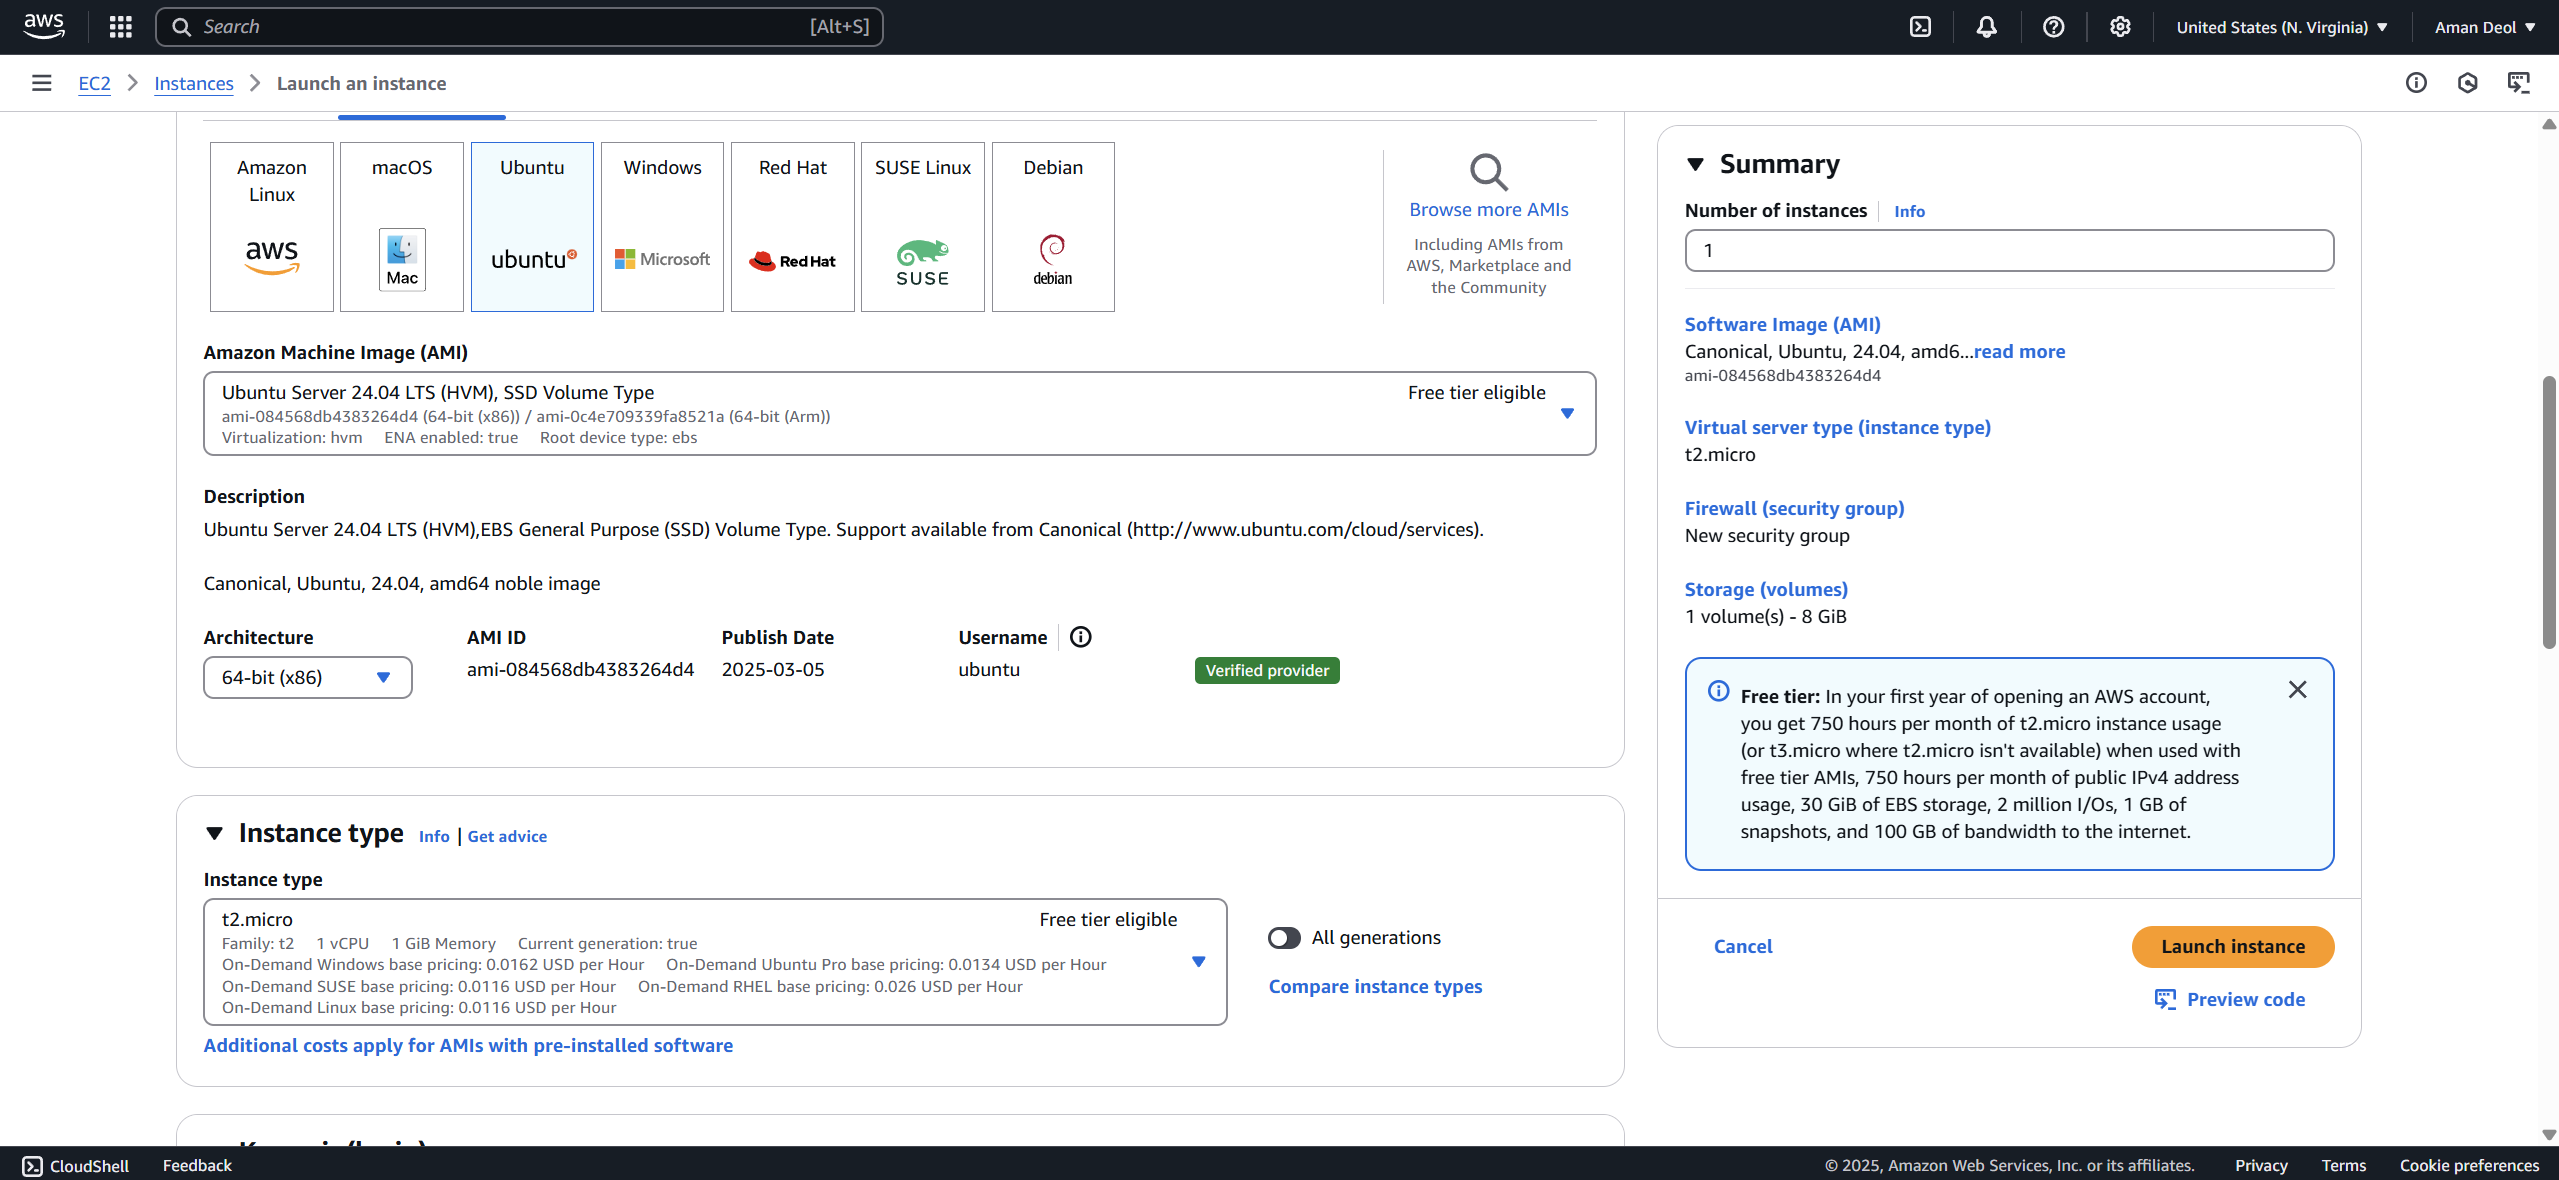 aws
Search [Alt+S]
United States (N. Virginia)
Aman Deol
EC2
Instances
Launch an instance
Amazon
Linux
aws
macOS
Mac
Ubuntu
ubuntu
Windows
Microsoft
Red Hat
Red Hat
SUSE Linux
SUSE
Debian
debian
Browse more AMIs
Including AMIs from
AWS, Marketplace and
the Community
Amazon Machine Image (AMI)
Ubuntu Server 24.04 LTS (HVM), SSD Volume Type
Free tier eligible
ami-084568db4383264d4 (64-bit (x86)) / ami-0c4e709339fa8521a (64-bit (Arm))
Virtualization: hvm ENA enabled: true Root device type: ebs
Description
Ubuntu Server 24.04 LTS (HVM),EBS General Purpose (SSD) Volume Type. Support available from Canonical (http://www.ubuntu.com/cloud/services).
Canonical, Ubuntu, 24.04, amd64 noble image
Architecture
64-bit (x86)
AMI ID
ami-084568db4383264d4
Publish Date
2025-03-05
Username
ubuntu
Verified provider
Instance type
Info | Get advice
Instance type
t2.micro
Free tier eligible
Family: t2 1 vCPU 1 GiB Memory Current generation: true
On-Demand Windows base pricing: 0.0162 USD per Hour On-Demand Ubuntu Pro base pricing: 0.0134 USD per Hour
On-Demand SUSE base pricing: 0.0116 USD per Hour On-Demand RHEL base pricing: 0.026 USD per Hour
On-Demand Linux base pricing: 0.0116 USD per Hour
All generations
Compare instance types
Additional costs apply for AMIs with pre-installed software
Summary
Number of instances
Info
1
Software Image (AMI)
Canonical, Ubuntu, 24.04, amd6...read more
ami-084568db4383264d4
Virtual server type (instance type)
t2.micro
Firewall (security group)
New security group
Storage (volumes)
1 volume(s) - 8 GiB
Free tier: In your first year of opening an AWS account,
you get 750 hours per month of t2.micro instance usage
(or t3.micro where t2.micro isn't available) when used with
free tier AMIs, 750 hours per month of public IPv4 address
usage, 30 GiB of EBS storage, 2 million I/Os, 1 GB of
snapshots, and 100 GB of bandwidth to the internet.
Cancel
Launch instance
Preview code
CloudShell
Feedback
© 2025, Amazon Web Services, Inc. or its affiliates.
Privacy
Terms
Cookie preferences